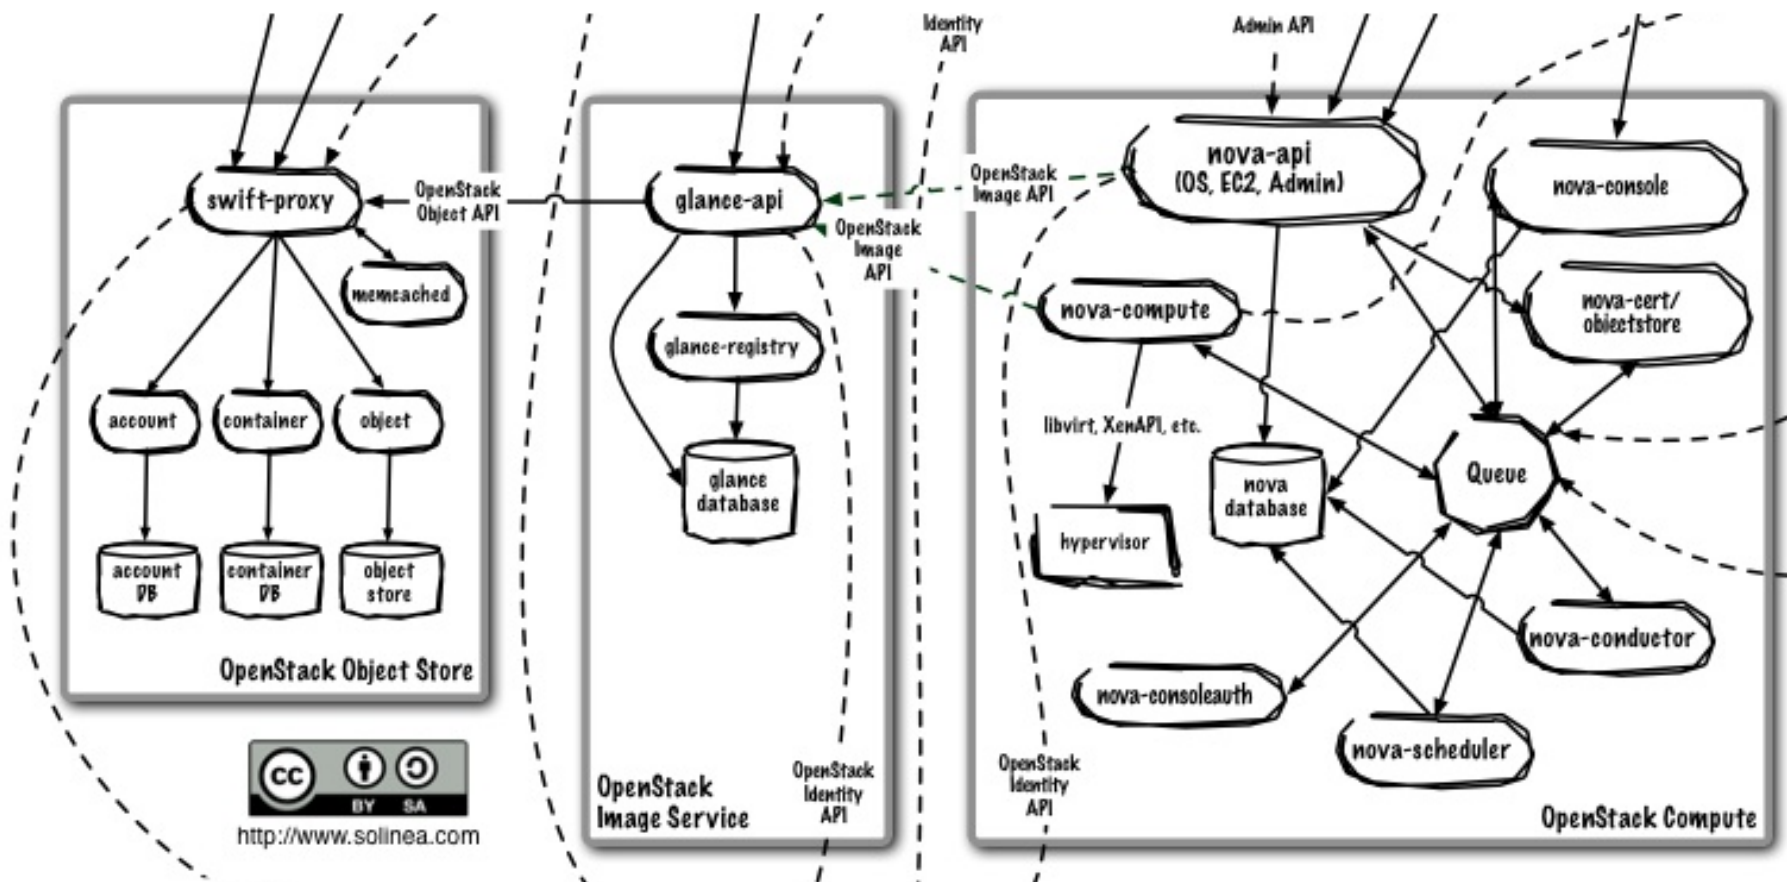 Identity
API
Admin API
swift-proxy
OpenStack
Object API
memcached
account
container
object
account
DB
container
DB
object
store
OpenStack Object Store
CC
BY SA
http://www.solinea.com
glance-api
OpenStack
Image API
OpenStack
Image
API
glance-registry
glance
database
OpenStack
Image Service
OpenStack
Identity
API
nova-api
(OS, EC2, Admin)
nova-console
nova-compute
nova-cert/
objectstore
libvirt, XenAPI, etc.
nova
database
Queue
hypervisor
nova-conductor
nova-consoleauth
nova-scheduler
OpenStack
Identity
API
OpenStack Compute